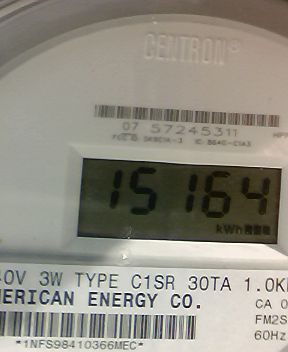 CENTRON®
07 57245311
15164
kWh
40V 3W TYPE C1SR 30TA 1.0K
MERICAN ENERGY CO.
CA 0
FM2S
60Hz
*1NFS98410366MEC*